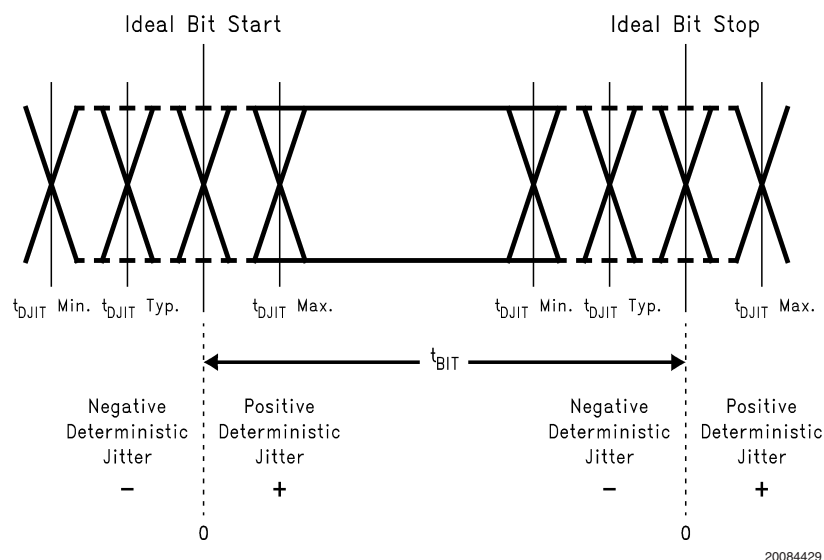 Ideal Bit Start
Ideal Bit Stop
tDJIT Min. tDJIT Typ. tDJIT Max. tDJIT Min. tDJIT Typ. tDJIT Max.
tBIT
Negative
Deterministic
Jitter
−
Positive
Deterministic
Jitter
+
Negative
Deterministic
Jitter
−
Positive
Deterministic
Jitter
+
0
0
20084429